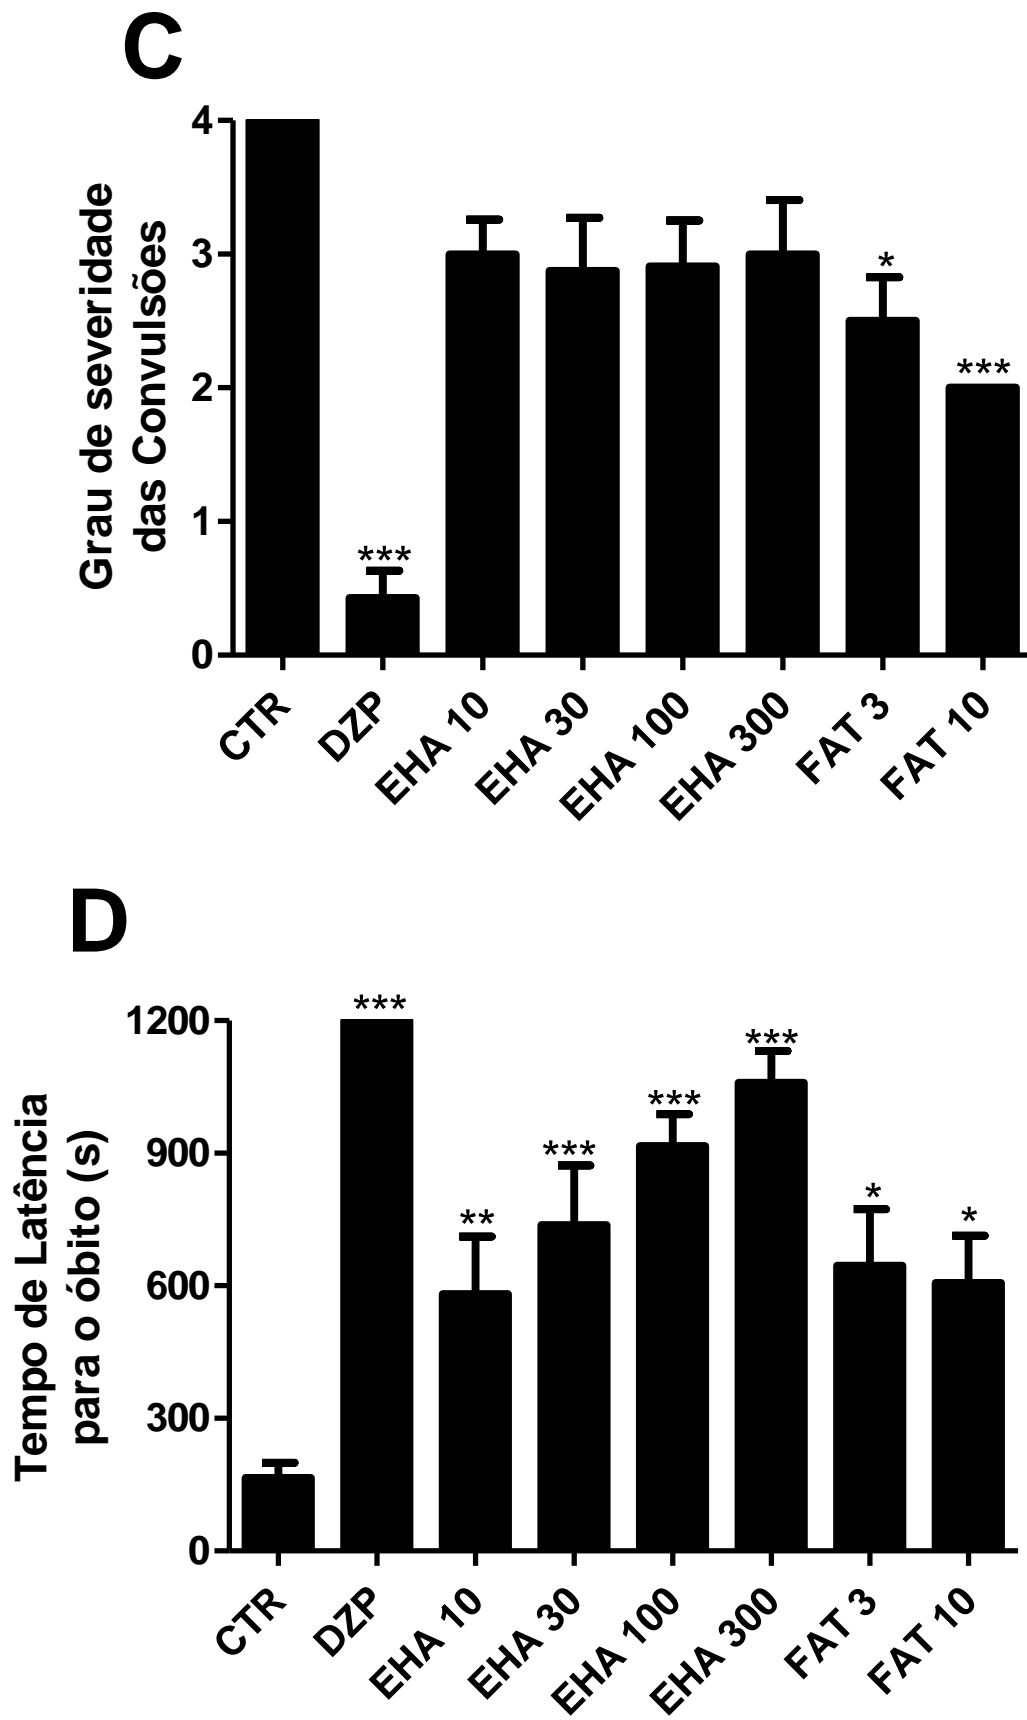 C
Grau de severidade
das Convulsões
4
3
2
1
0
***
*
***
CTR
DZP
EHA 10
EHA 30
EHA 100
EHA 300
FAT 3
FAT 10
D
Tempo de Latência
para o óbito (s)
1200
900
600
300
0
***
**
***
***
***
*
*
CTR
DZP
EHA 10
EHA 30
EHA 100
EHA 300
FAT 3
FAT 10